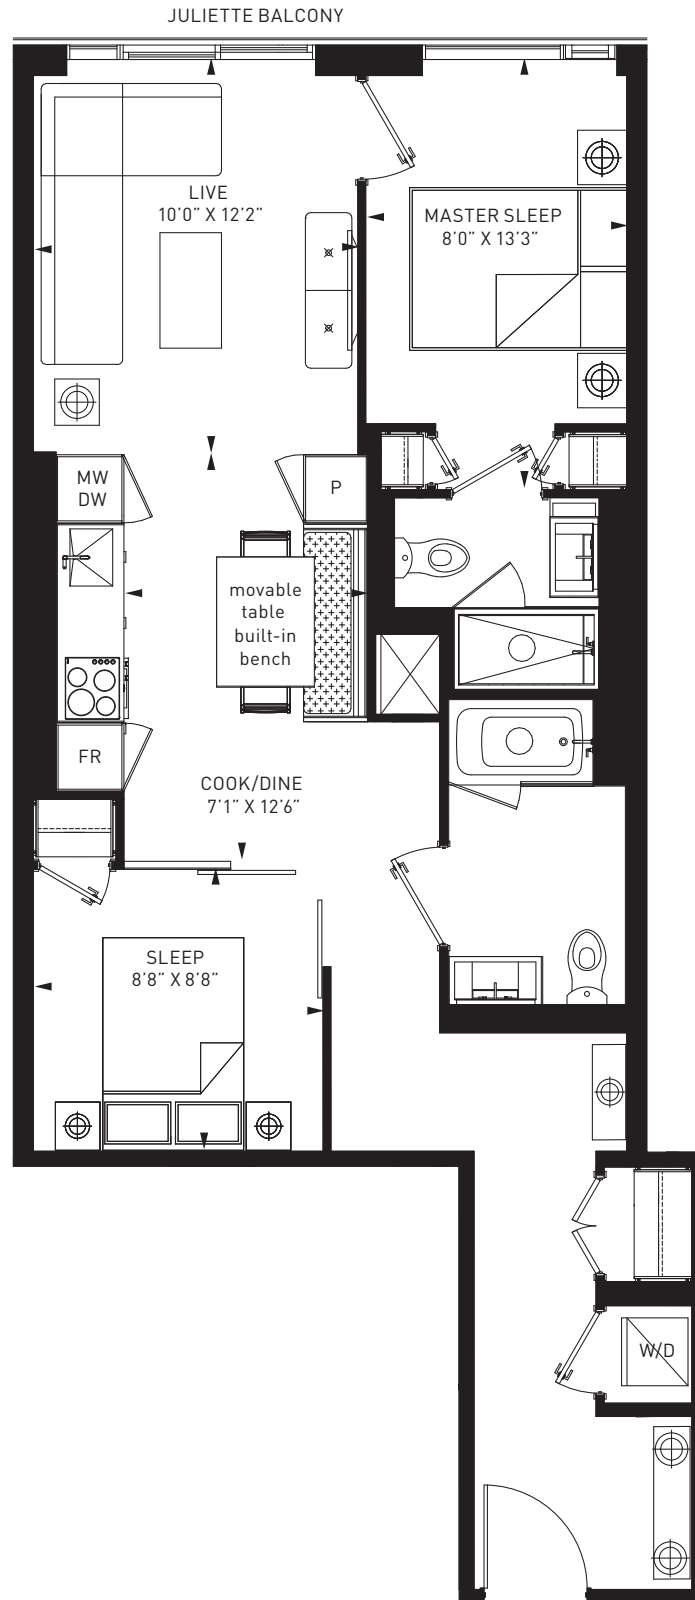 JULIETTE BALCONY
LIVE
10'0” X 12'2”
MASTER SLEEP
8'0” X 13'3”
MW
DW
P
movable
table
built-in
bench
FR
COOK/DINE
7'1” X 12'6”
SLEEP
8'8” X 8'8”
W/D